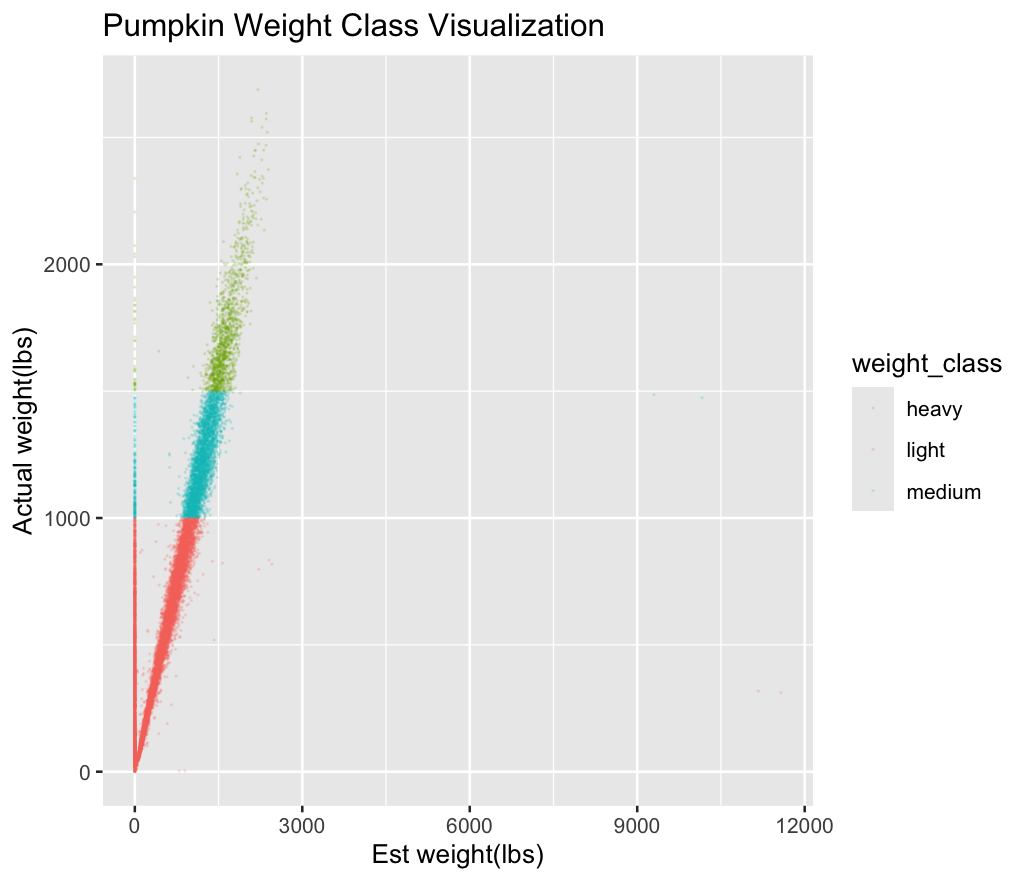 Pumpkin Weight Class Visualization
Actual weight(lbs)
2000
1000
0
0 3000 6000 9000 12000
Est weight(lbs)
weight_class
heavy
light
medium